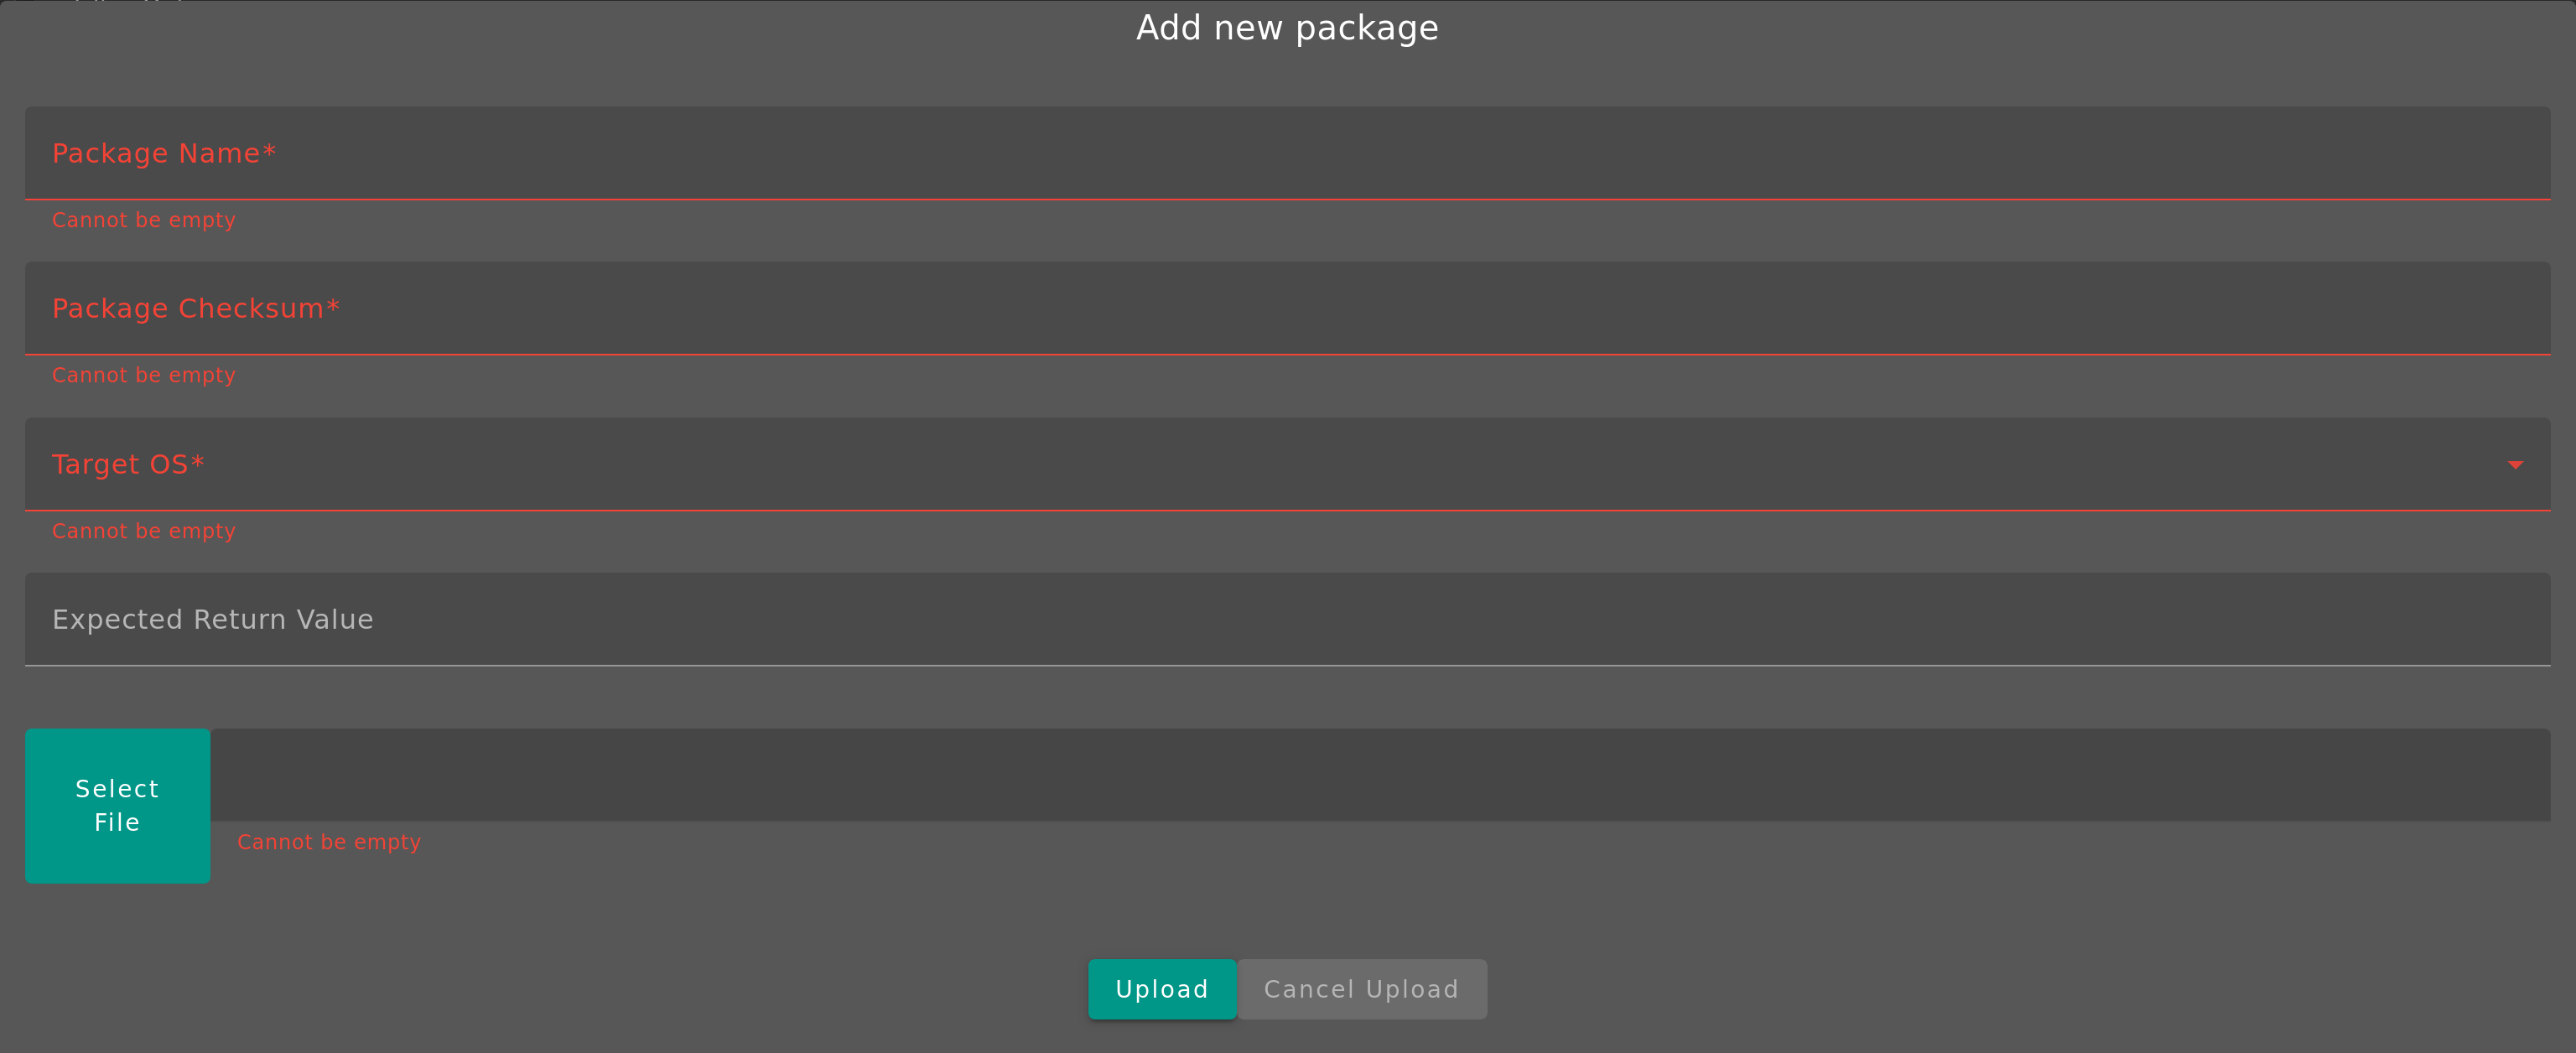 Add new package
Package Name*
Cannot be empty
Package Checksum*
Cannot be empty
Target OS*
Cannot be empty
Expected Return Value
Select
File
Cannot be empty
Upload
Cancel Upload